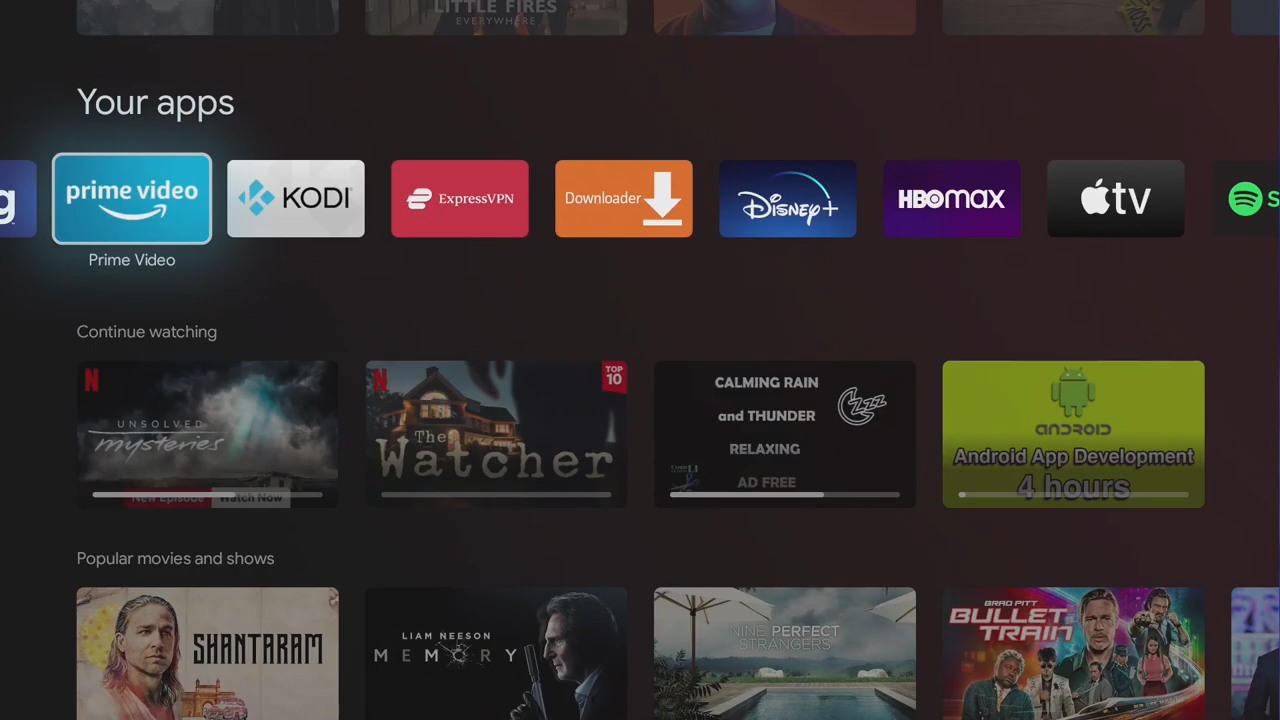 LITTLE FIRES
EVERYWHERE
Your apps
g
prime video
KODI
ExpressVPN
Downloader
Disney+
HBOMAX
tv
S
Prime Video
Continue watching
N
UNSOLVED
mysteries
New Episode
Watch Now
N
TOP
10
The
Watcher
CALMING RAIN
and THUNDER
RELAXING
AD FREE
Zzzz
ANDROID
Android App Development
4 hours
Popular movies and shows
SHANTARAM
LIAM NEESON
MEMORY
NINE PERFECT
STRANGERS
BRAD PITT
BULLET
TRAIN